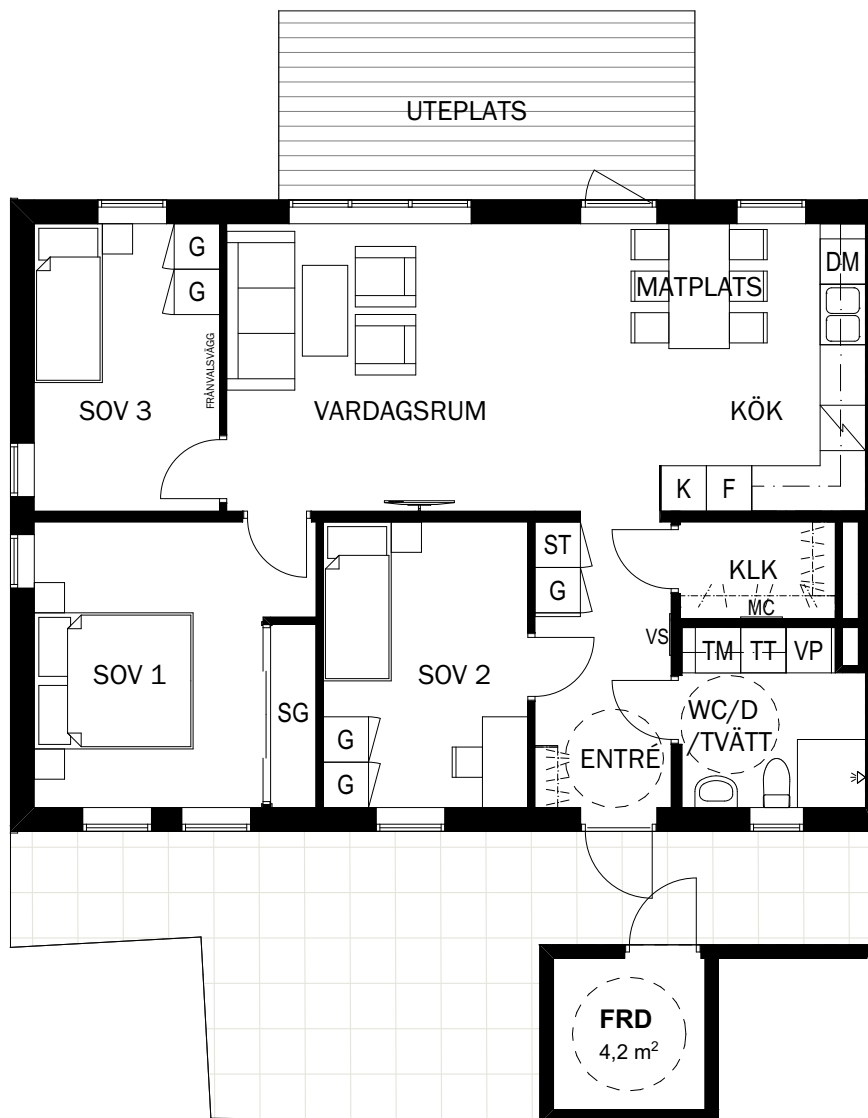 UTEPLATS
G
G
DM
MATPLATS
FRÅNVALSVÄGG
SOV 3
VARDAGSRUM
KÖK
K
F
ST
G
KLK
MC
VS
TM
TT
VP
SOV 1
SOV 2
SG
WC/D
/TVÄTT
G
G
ENTRÉ
FRD
4,2 m²